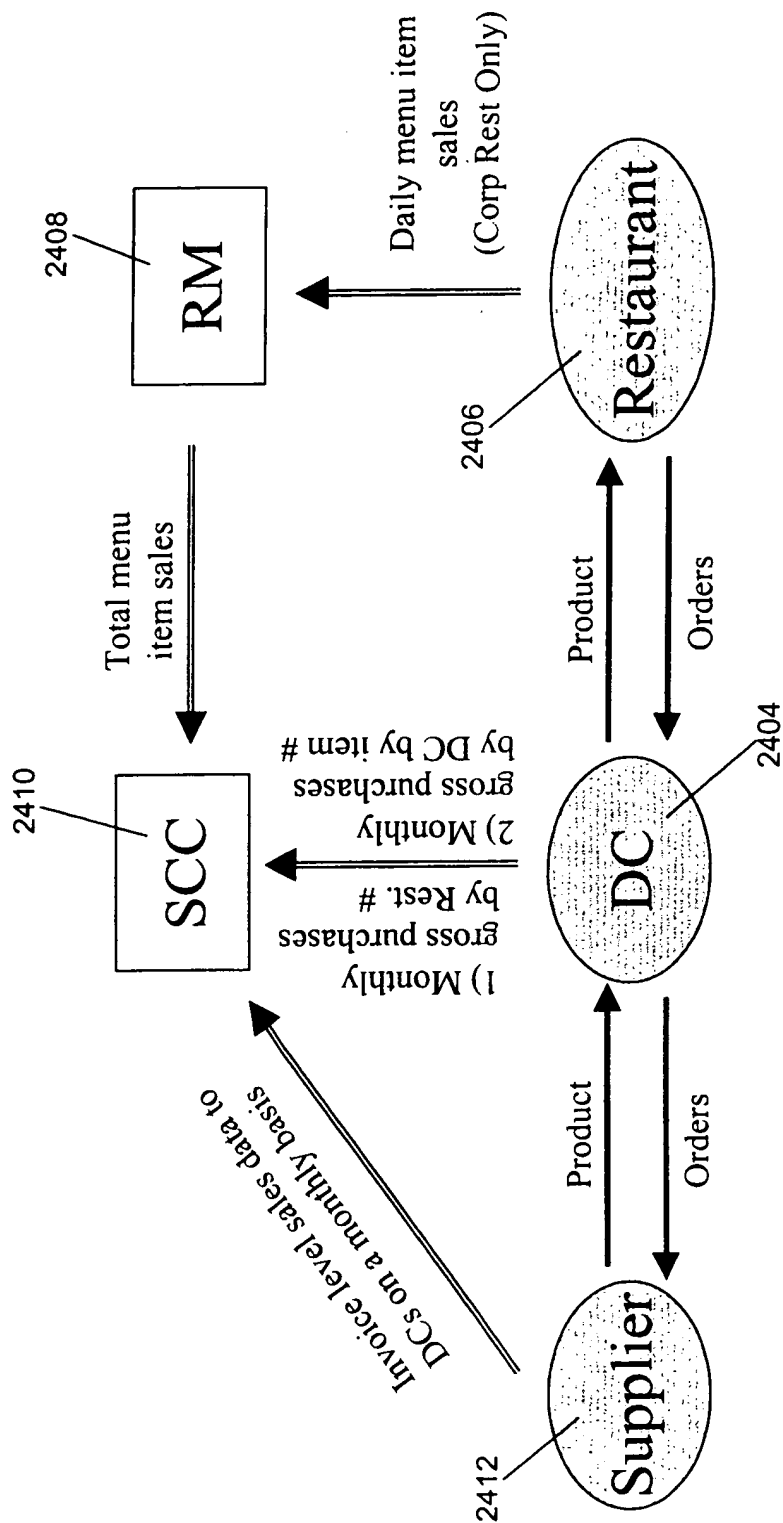 2410
SCC
Total menu
item sales
2408
RM
Invoice level sales data to
DCs on a monthly basis
1) Monthly
gross purchases
by Rest. #
2) Monthly
gross purchases
by DC by item #
Daily menu item
sales
(Corp Rest Only)
2412
Supplier
Product
Orders
DC
2404
Product
Orders
2406
Restaurant